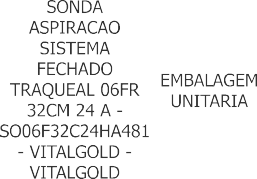 SONDA
ASPIRACAO
SISTEMA
FECHADO
TRAQUEAL 06FR
32CM 24 A -
SO06F32C24HA481
- VITALGOLD -
VITALGOLD
EMBALAGEM
UNITARIA